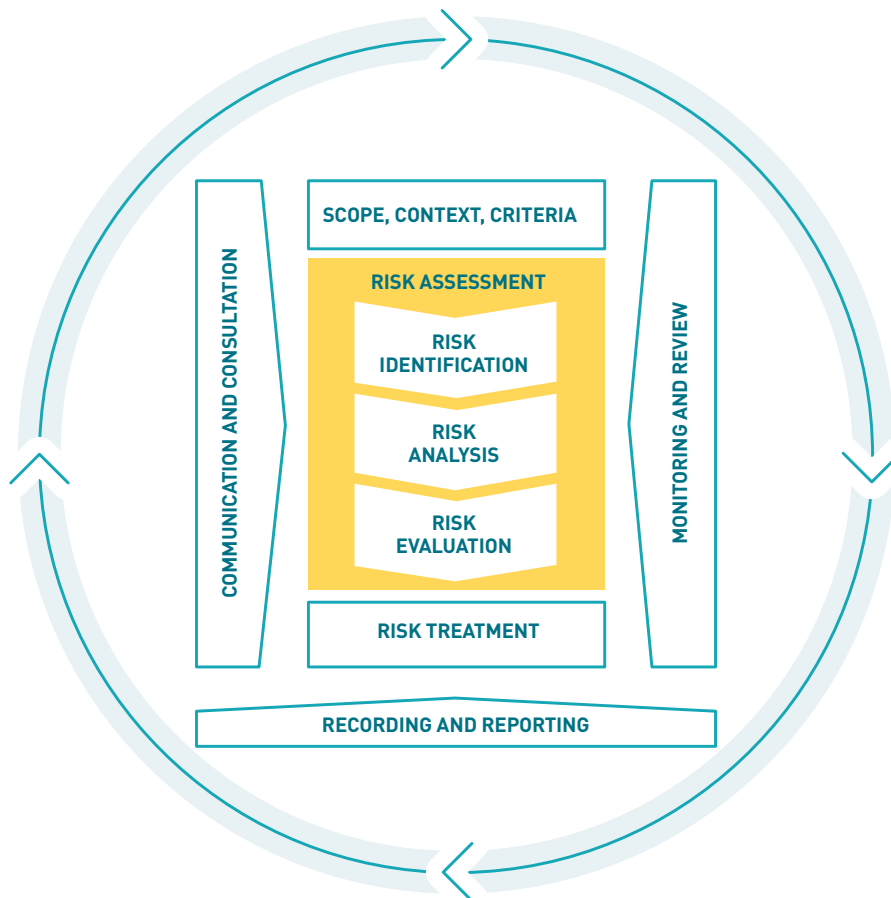 SCOPE, CONTEXT, CRITERIA
COMMUNICATION AND CONSULTATION
RISK ASSESSMENT
RISK
IDENTIFICATION
RISK
ANALYSIS
RISK
EVALUATION
MONITORING AND REVIEW
RISK TREATMENT
RECORDING AND REPORTING